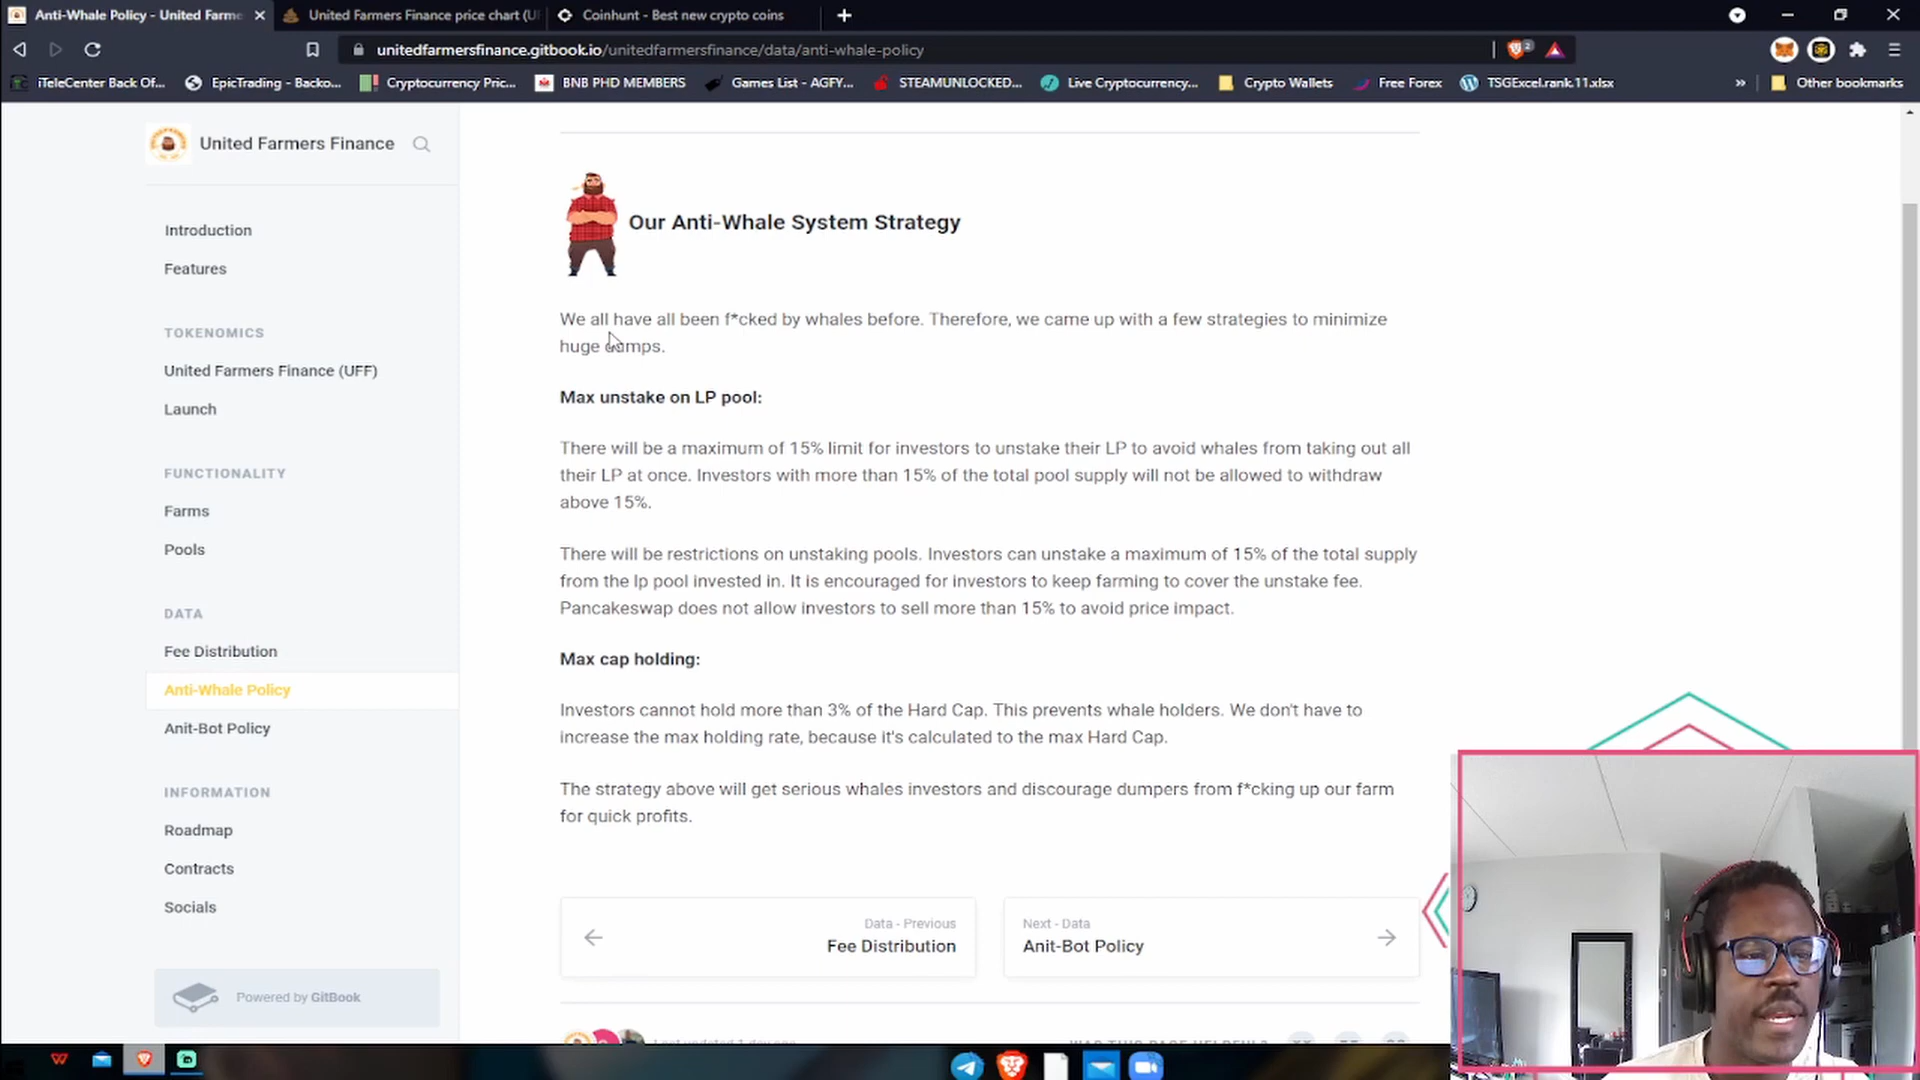 Anti-Whale Policy - United Farme
United Farmers Finance price chart (U
Coinhunt - Best new crypto coins
unitedfarmersfinance.gitbook.io/unitedfarmersfinance/data/anti-whale-policy
2
iTeleCenter Back Of...
EpicTrading - Backo...
Cryptocurrency Pric...
BNB PHD MEMBERS
Games List - AGFY...
STEAMUNLOCKED...
Live Cryptocurrency...
Crypto Wallets
Free Forex
TSGExcel.rank.11.xlsx
Other bookmarks
United Farmers Finance
Introduction
Features
TOKENOMICS
United Farmers Finance (UFF)
Launch
FUNCTIONALITY
Farms
Pools
DATA
Fee Distribution
Anti-Whale Policy
Anit-Bot Policy
INFORMATION
Roadmap
Contracts
Socials
Powered by GitBook
Our Anti-Whale System Strategy
We all have all been f*cked by whales before. Therefore, we came up with a few strategies to minimize
huge dumps.
Max unstake on LP pool:
There will be a maximum of 15% limit for investors to unstake their LP to avoid whales from taking out all
their LP at once. Investors with more than 15% of the total pool supply will not be allowed to withdraw
above 15%.
There will be restrictions on unstaking pools. Investors can unstake a maximum of 15% of the total supply
from the lp pool invested in. It is encouraged for investors to keep farming to cover the unstake fee.
Pancakeswap does not allow investors to sell more than 15% to avoid price impact.
Max cap holding:
Investors cannot hold more than 3% of the Hard Cap. This prevents whale holders. We don't have to
increase the max holding rate, because it's calculated to the max Hard Cap.
The strategy above will get serious whales investors and discourage dumpers from f*cking up our farm
for quick profits.
Data - Previous
Fee Distribution
Next - Data
Anit-Bot Policy
Last updated 1 day ago
WAS THIS PAGE HELPFUL?